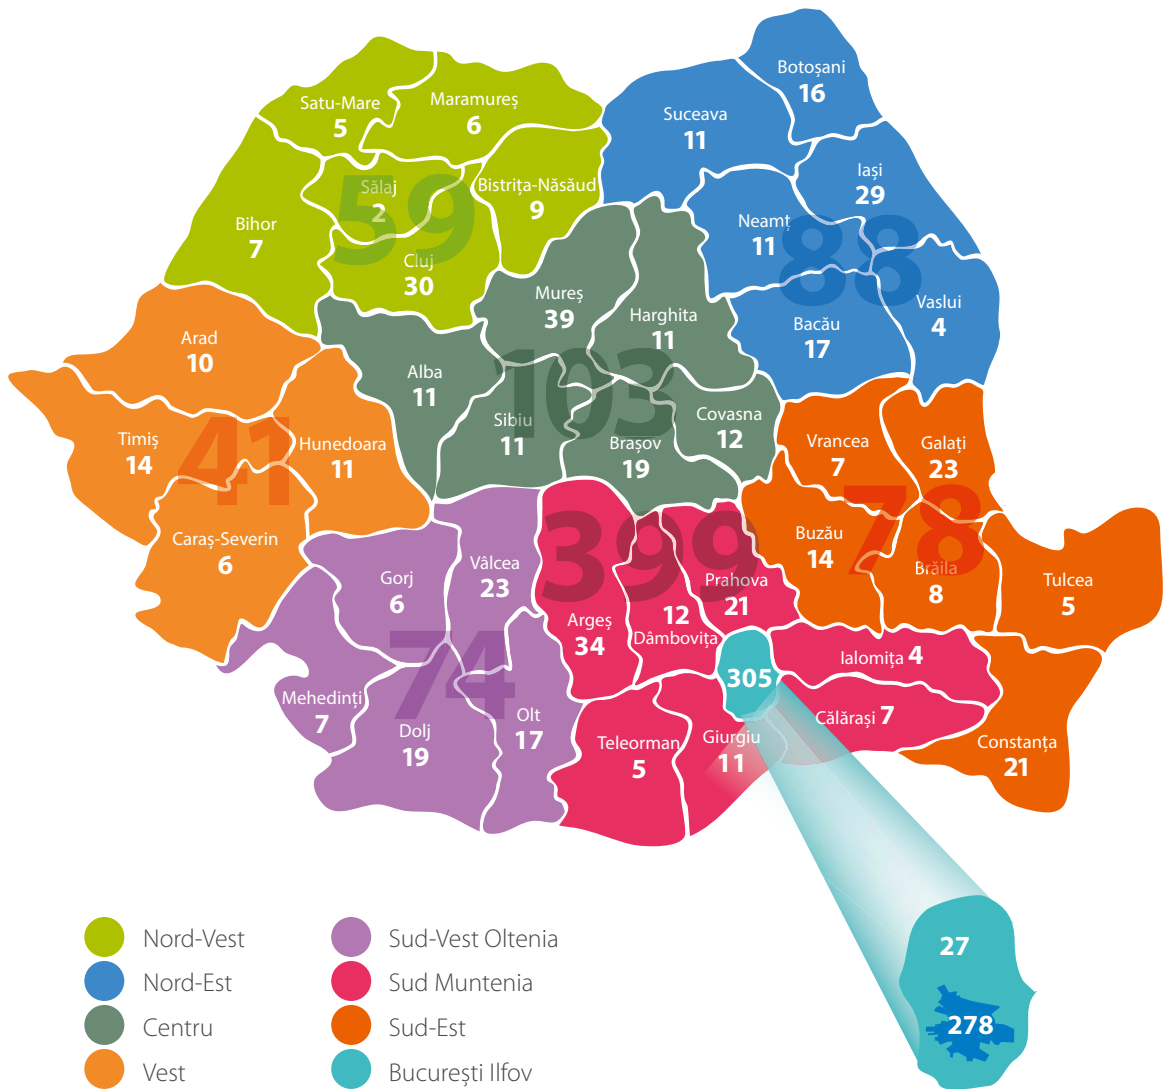 Botoșani
16
Satu-Mare
5
Maramureș
6
Suceava
11
Iași
29
Sălaj
2
Bistrița-Năsăud
9
59
Bihor
7
Neamț
11
88
Cluj
30
Mureș
39
Harghita
11
Vaslui
4
Bacău
17
Arad
10
Alba
11
103
Sibiu
11
Brașov
19
Covasna
12
Timiș
14
41
Hunedoara
11
Vrancea
7
Galați
23
78
Caraș-Severin
6
Gorj
6
Vâlcea
23
399
Prahova
21
Buzău
14
Brăila
8
Tulcea
5
Argeș
34
12
Dâmbovița
74
305
Ialomița 4
Mehedinți
7
Dolj
19
Olt
17
Teleorman
5
Giurgiu
11
Călărași 7
Constanța
21
27
278
Nord-Vest
Nord-Est
Centru
Vest
Sud-Vest Oltenia
Sud Muntenia
Sud-Est
București Ilfov